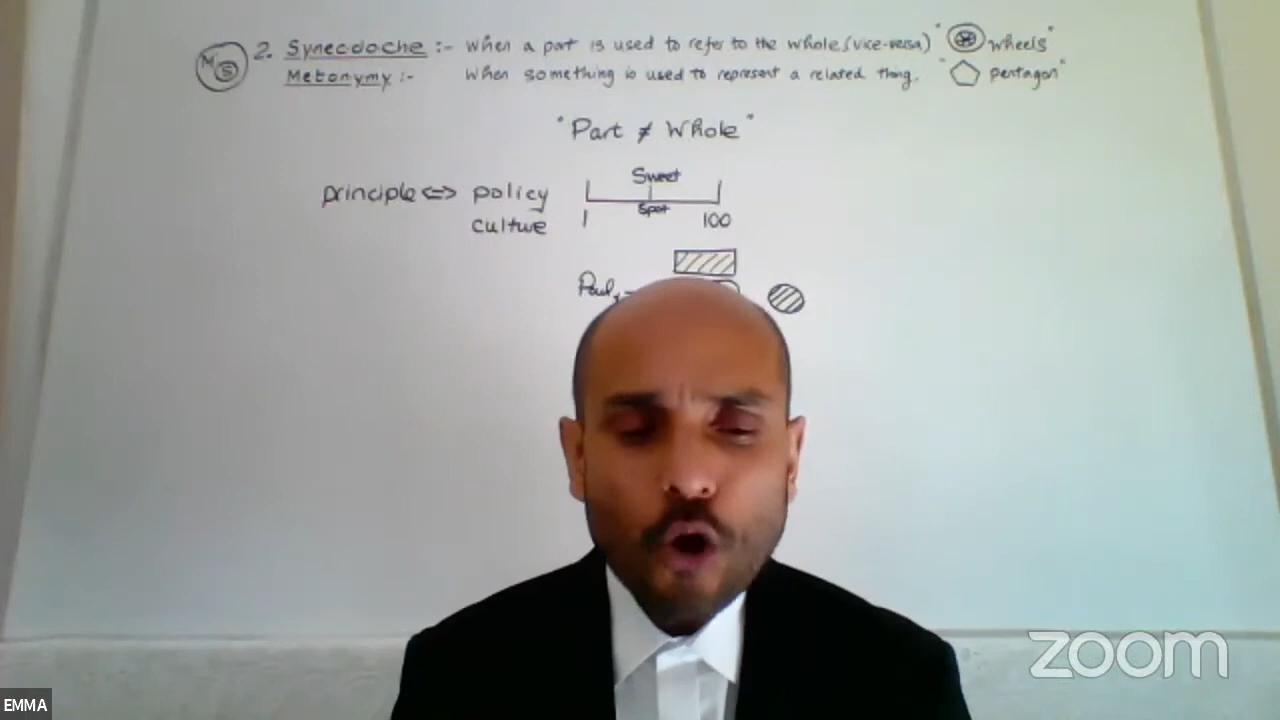 M S 2. Synecdoche :- When a part is used to refer to the whole.(vice-versa) " wheels"
Metonymy :- When something is used to represent a related thing. " pentagon"
"Part ≠ Whole"
Sweet
principle <=> policy
Spot
culture 1 100
Paul
zoom
EMMA